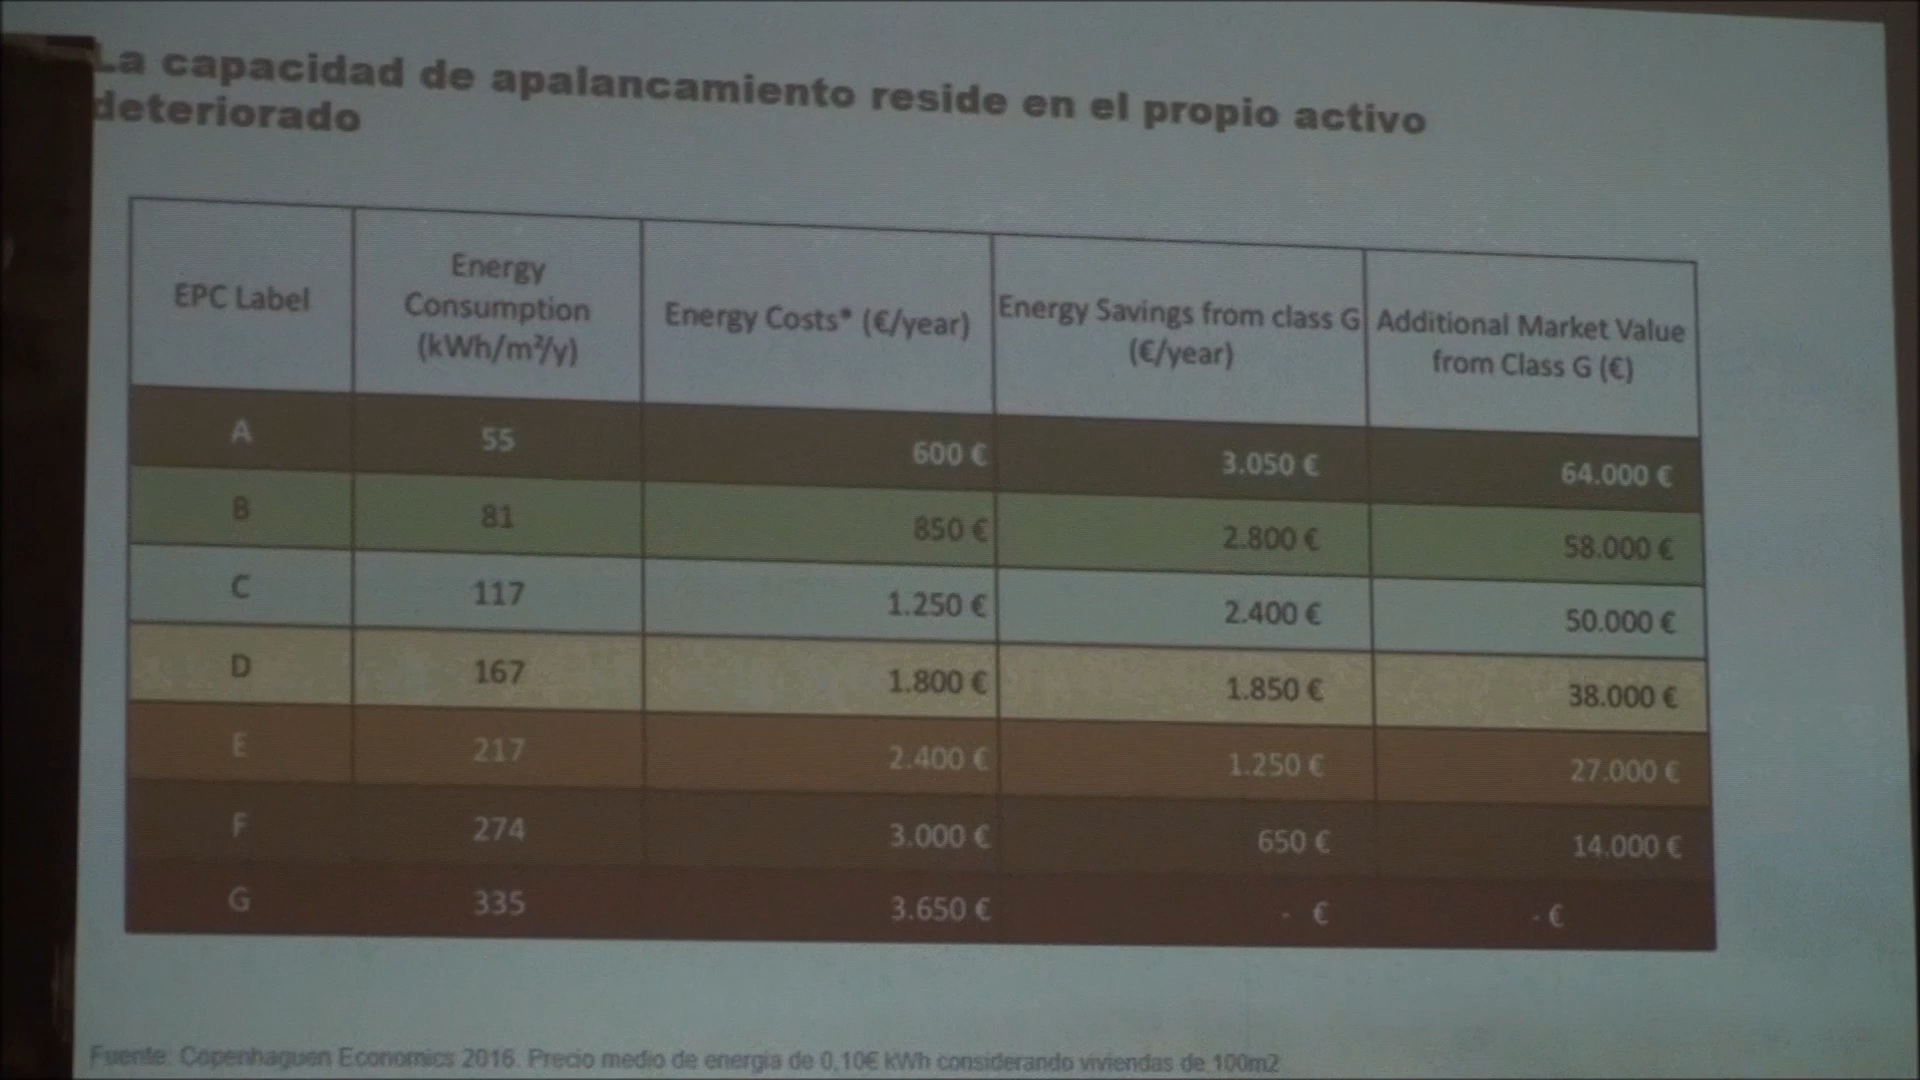 La capacidad de apalancamiento reside en el propio activo
deteriorado
EPC Label
Energy
Consumption
(kWh/m²/y)
Energy Costs* (€/year)
Energy Savings from class G
(€/year)
Additional Market Value
from Class G (€)
A 55 600 € 3.050 € 64.000 €
B 81 850 € 2.800 € 58.000 €
C 117 1.250 € 2.400 € 50.000 €
D 167 1.800 € 1.850 € 38.000 €
E 217 2.400 € 1.250 € 27.000 €
F 274 3.000 € 650 € 14.000 €
G 335 3.650 € - € - €
Fuente: Copenhaguen Economics 2016. Precio medio de energia de 0,10€ kWh considerando viviendas de 100m2